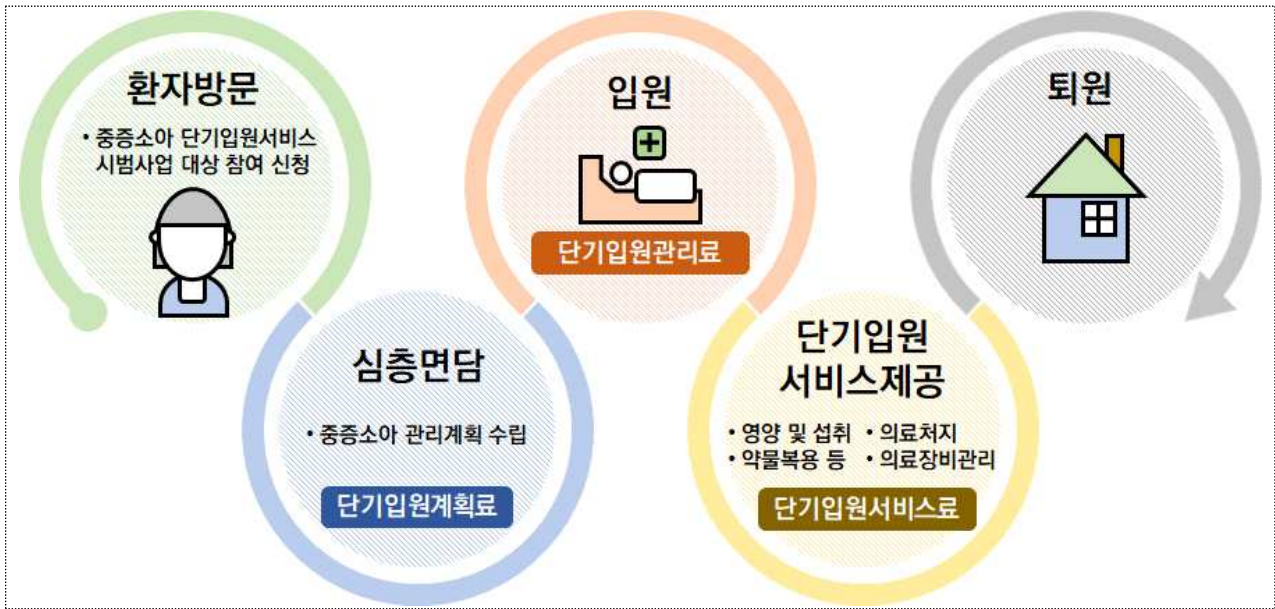 환자방문
• 중증소아 단기입원서비스
시범사업 대상 참여 신청
심층면담
• 중증소아 관리계획 수립
단기입원계획료
입원
단기입원관리료
단기입원
서비스제공
• 영양 및 섭취 • 의료처지
• 약물복용 등 • 의료장비관리
단기입원서비스료
퇴원